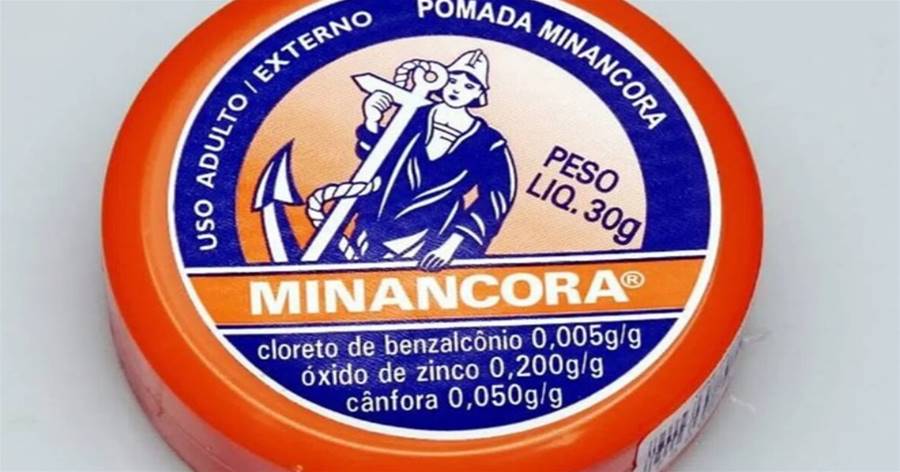 USO ADULTO / EXTERNO
POMADA MINANCORA
PESO
LIQ. 30g
MINANCORA®
cloreto de benzalcônio 0,005g/g
óxido de zinco 0,200g/g
cânfora 0,050g/g